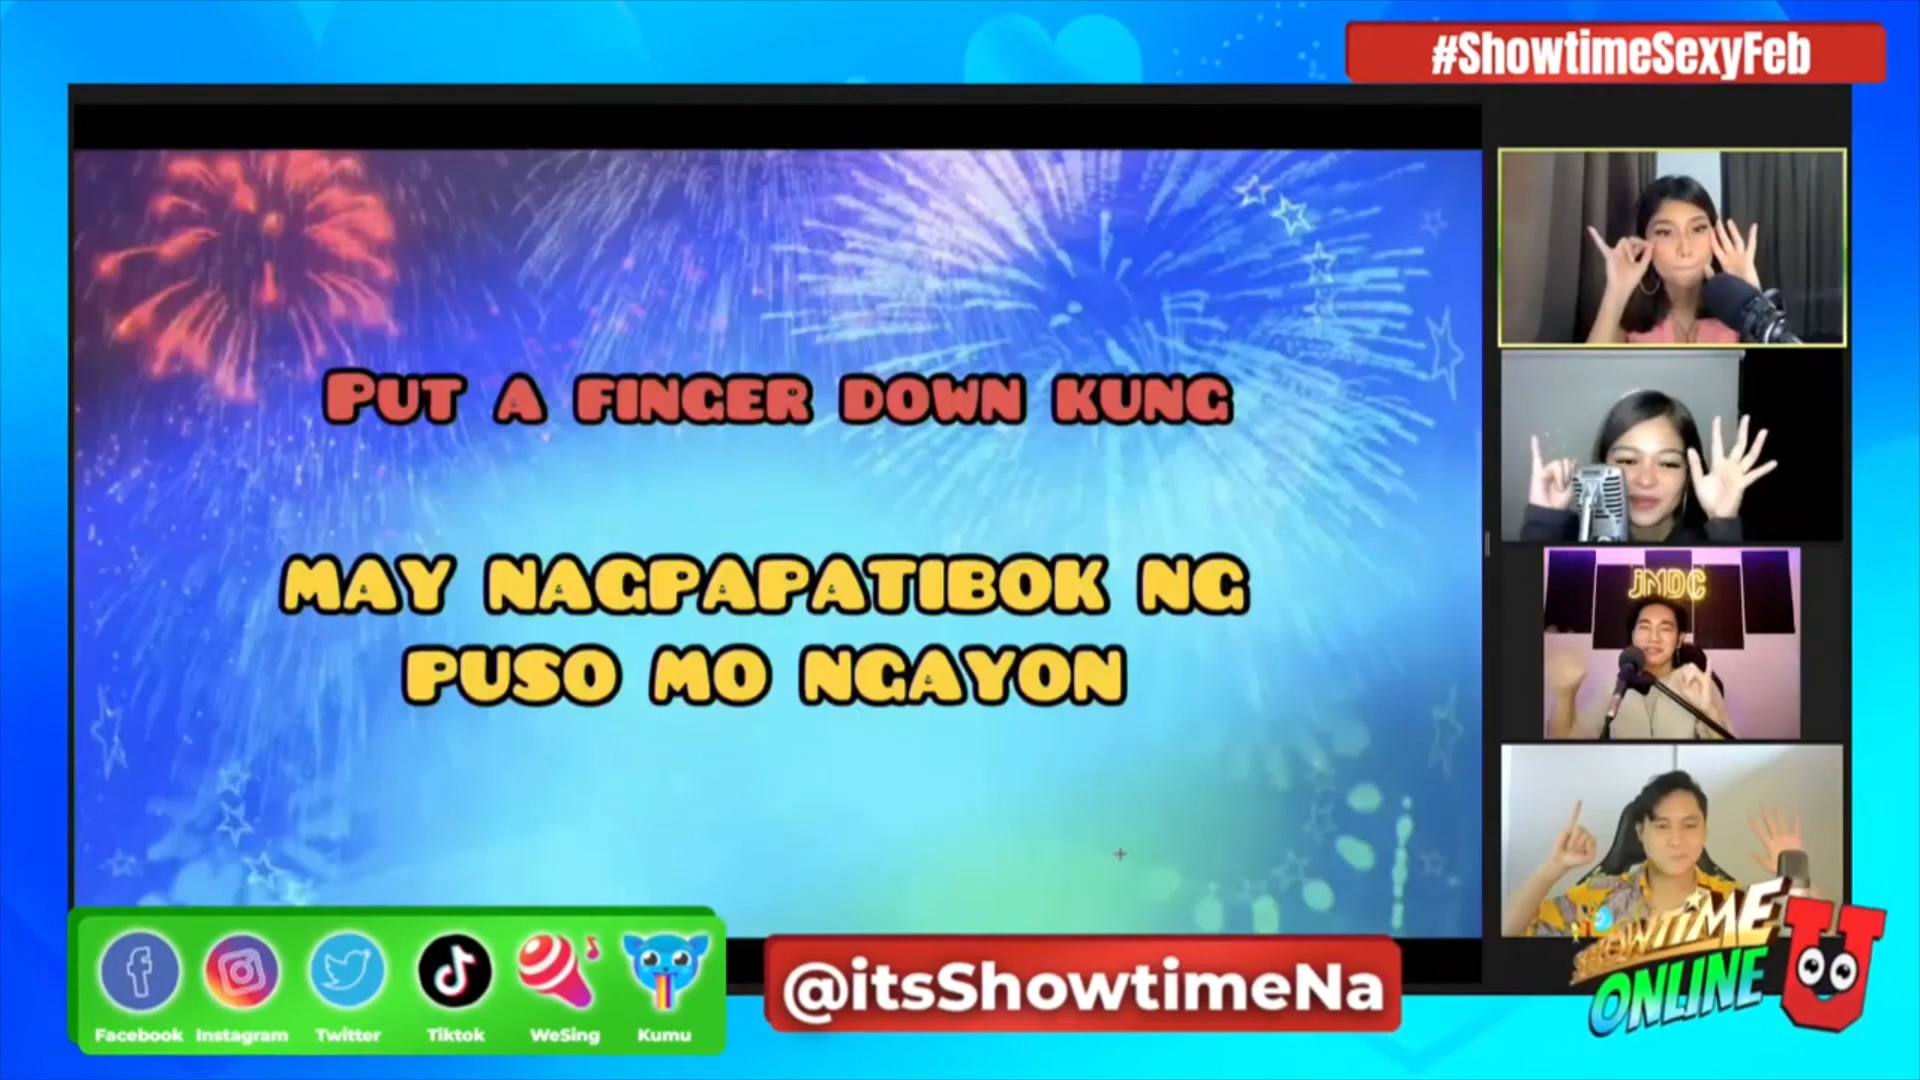 #ShowtimeSexyFeb
PUT A FINGER DOWN KUNG
MAY NAGPAPATIBOK NG
PUSO MO NGAYON
JMDC
Facebook Instagram Twitter Tiktok WeSing Kumu
@itsShowtimeNa
SHOWTIME
ONLINE U